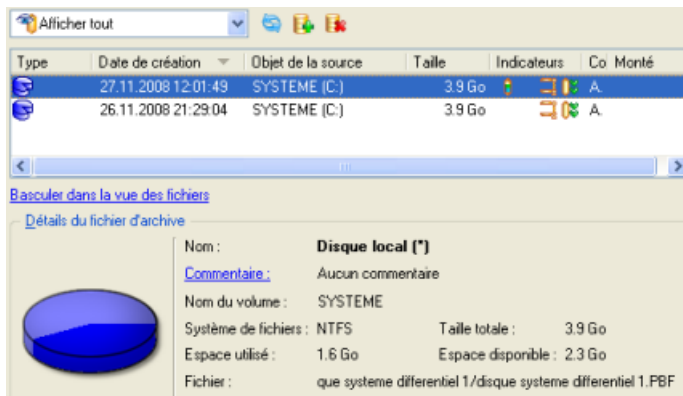 Afficher tout
Type Date de création Objet de la source Taille Indicateurs Co Monté
27.11.2008 12:01:49 SYSTEME (C:) 3.9 Go A.
26.11.2008 21:29:04 SYSTEME (C:) 3.9 Go A.
Basculer dans la vue des fichiers
Détails du fichier d'archive
Nom : Disque local (*)
Commentaire : Aucun commentaire
Nom du volume : SYSTEME
Système de fichiers : NTFS Taille totale : 3.9 Go
Espace utilisé : 1.6 Go Espace disponible : 2.3 Go
Fichier : que systeme differentiel 1/disque systeme differentiel 1.PBF